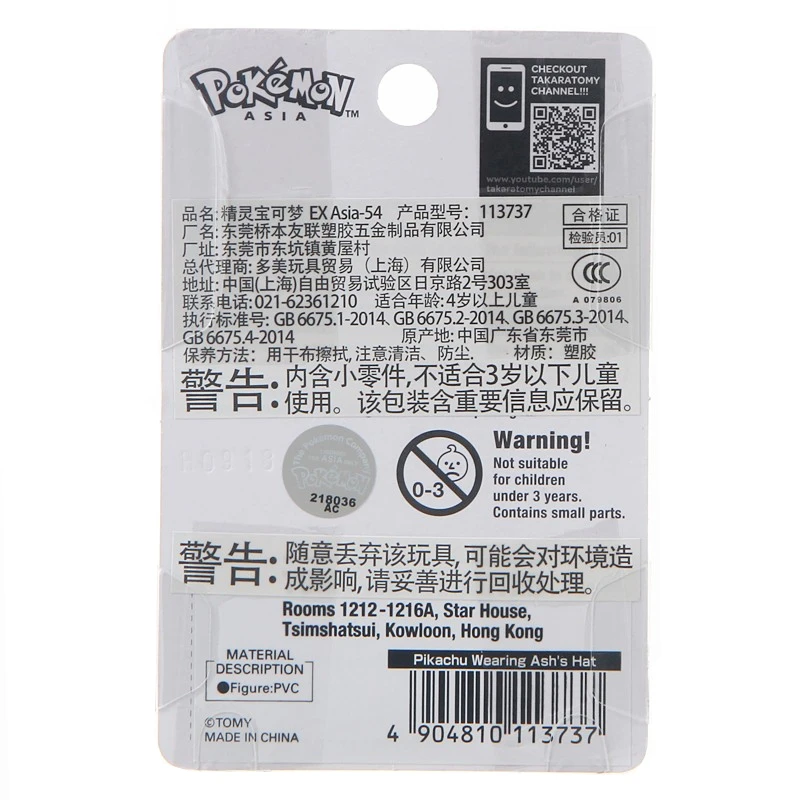 POKéMON™
ASIA
CHECKOUT
TAKARATOMY
CHANNEL!!!
www.youtube.com/user/
takaratomychannel
品名:精灵宝可梦 EX Asia-54 产品型号: 113737
合格证
厂名:东莞桥本友联塑胶五金制品有限公司
检验员:01
厂址:东莞市东坑镇黄屋村
总代理商:多美玩具贸易（上海）有限公司
CCC
地址:中国(上海)自由贸易试验区日京路2号303室
A 079806
联系电话:021-62361210 适合年龄:4岁以上儿童
执行标准号: GB 6675.1-2014、GB 6675.2-2014、GB 6675.3-2014、
GB 6675.4-2014 原产地: 中国广东省东莞市
保养方法: 用干布擦拭, 注意清洁、防尘. 材质: 塑胶
警告:内含小零件,不适合3岁以下儿童
使用。该包装含重要信息应保留。
R0918
The Pokémon Company
POKéMON
218036
AC
0-3
Warning!
Not suitable
for children
under 3 years.
Contains small parts.
警告:随意丢弃该玩具,可能会对环境造
成影响,请妥善进行回收处理。
Rooms 1212-1216A, Star House,
Tsimshatsui, Kowloon, Hong Kong
MATERIAL
DESCRIPTION
●Figure:PVC
Pikachu Wearing Ash's Hat
©TOMY
MADE IN CHINA
4 904810 113737